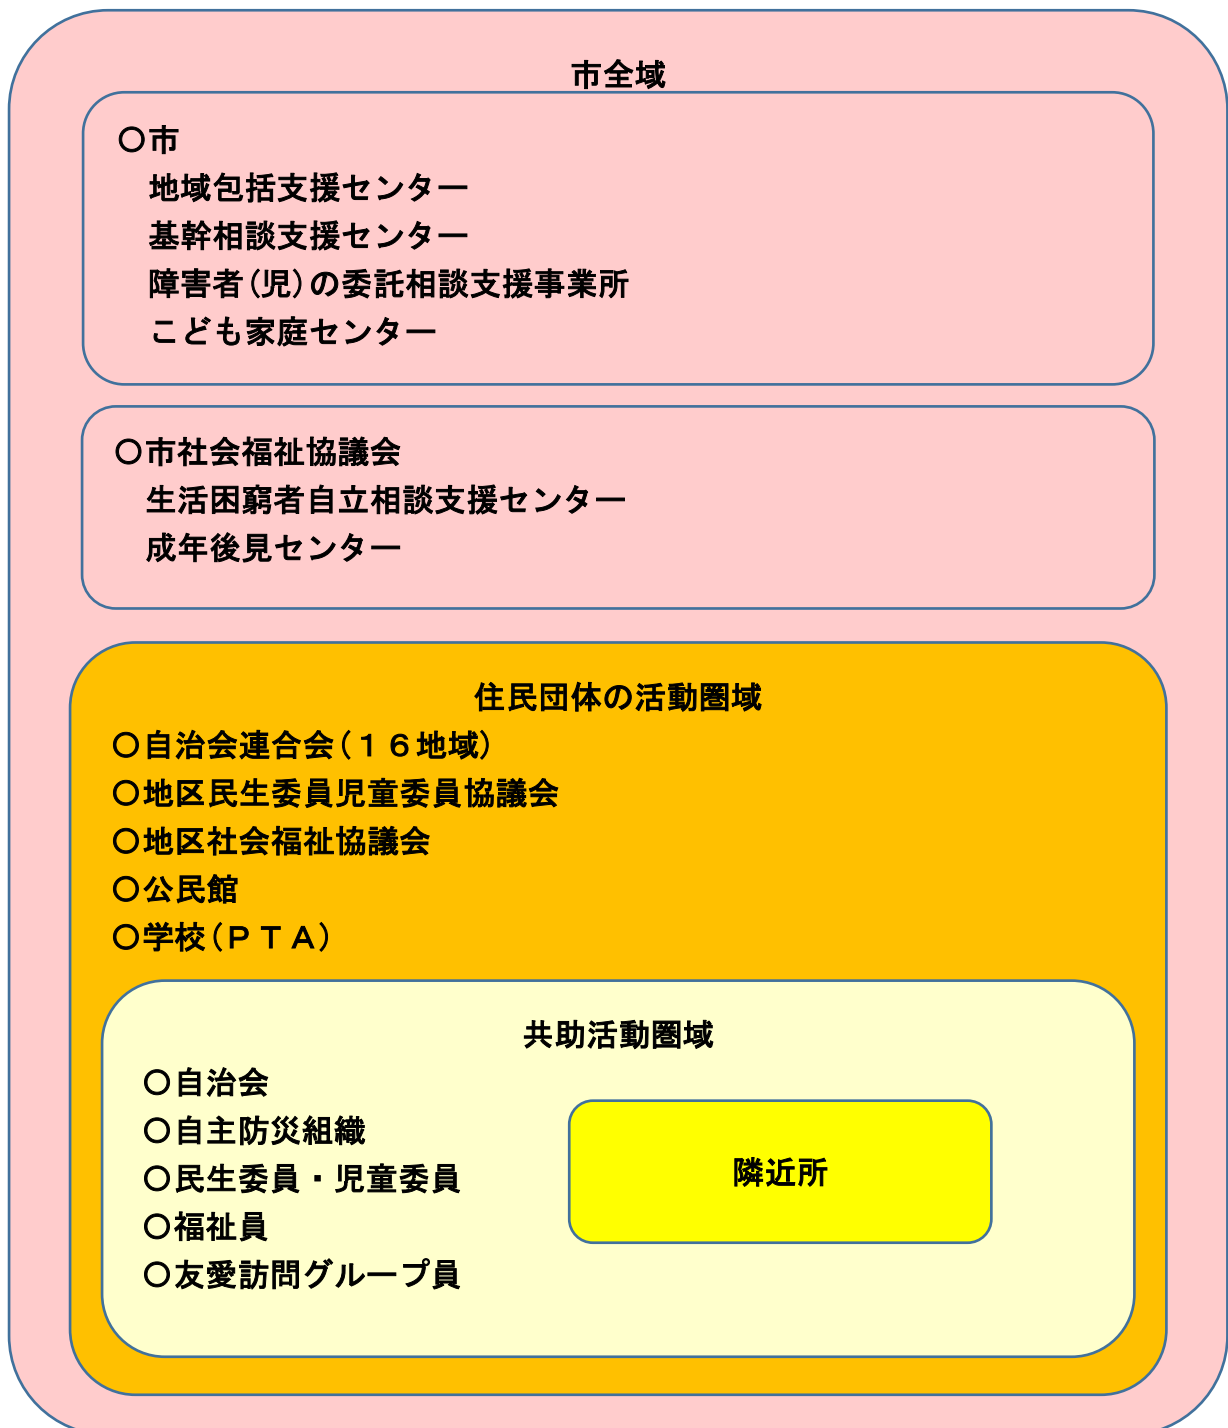 市全域
〇市
地域包括支援センター
基幹相談支援センター
障害者(児)の委託相談支援事業所
こども家庭センター
〇市社会福祉協議会
生活困窮者自立相談支援センター
成年後見センター
住民団体の活動圏域
〇自治会連合会(１６地域)
〇地区民生委員児童委員協議会
〇地区社会福祉協議会
〇公民館
〇学校(ＰＴＡ)
共助活動圏域
〇自治会
〇自主防災組織
〇民生委員・児童委員
〇福祉員
〇友愛訪問グループ員
隣近所